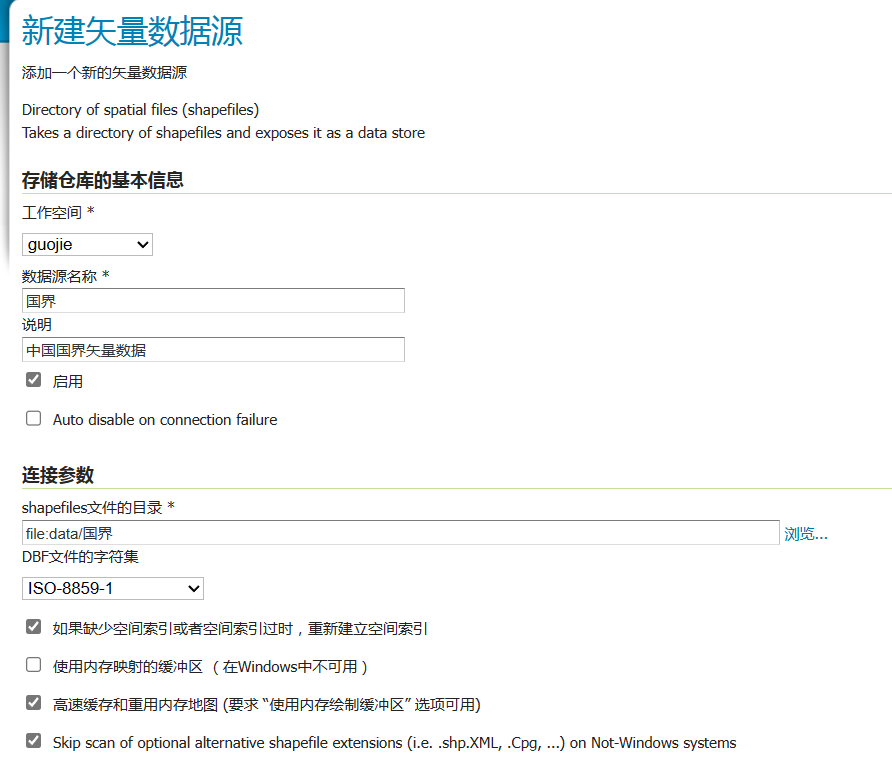 新建矢量数据源
添加一个新的矢量数据源
Directory of spatial files (shapefiles)
Takes a directory of shapefiles and exposes it as a data store
存储仓库的基本信息
工作空间 *
guojie
数据源名称 *
国界
说明
中国国界矢量数据
启用
Auto disable on connection failure
连接参数
shapefiles文件的目录 *
file:data/国界 浏览...
DBF文件的字符集
ISO-8859-1
如果缺少空间索引或者空间索引过时，重新建立空间索引
使用内存映射的缓冲区 （在Windows中不可用）
高速缓存和重用内存地图 (要求 “使用内存绘制缓冲区” 选项可用)
Skip scan of optional alternative shapefile extensions (i.e. .shp.XML, .Cpg, ...) on Not-Windows systems